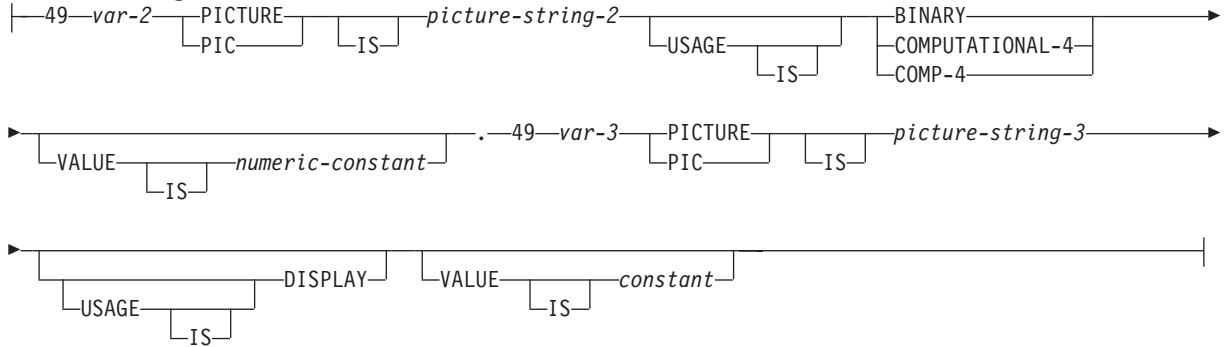 49 var-2 PICTURE IS picture-string-2 USAGE IS BINARY
PIC COMPUTATIONAL-4
COMP-4
VALUE IS numeric-constant . 49 var-3 PICTURE IS picture-string-3
PIC
USAGE IS DISPLAY VALUE IS constant